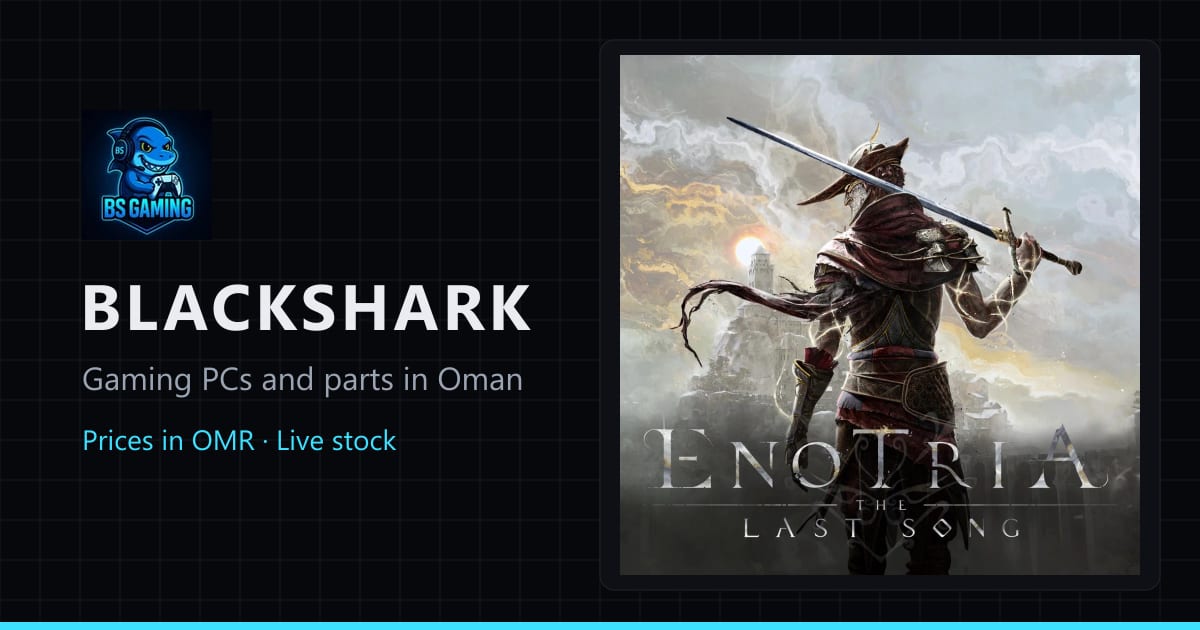 BS
BS GAMING
BLACKSHARK
Gaming PCs and parts in Oman
Prices in OMR · Live stock
ENOTRIA
THE
LAST SONG